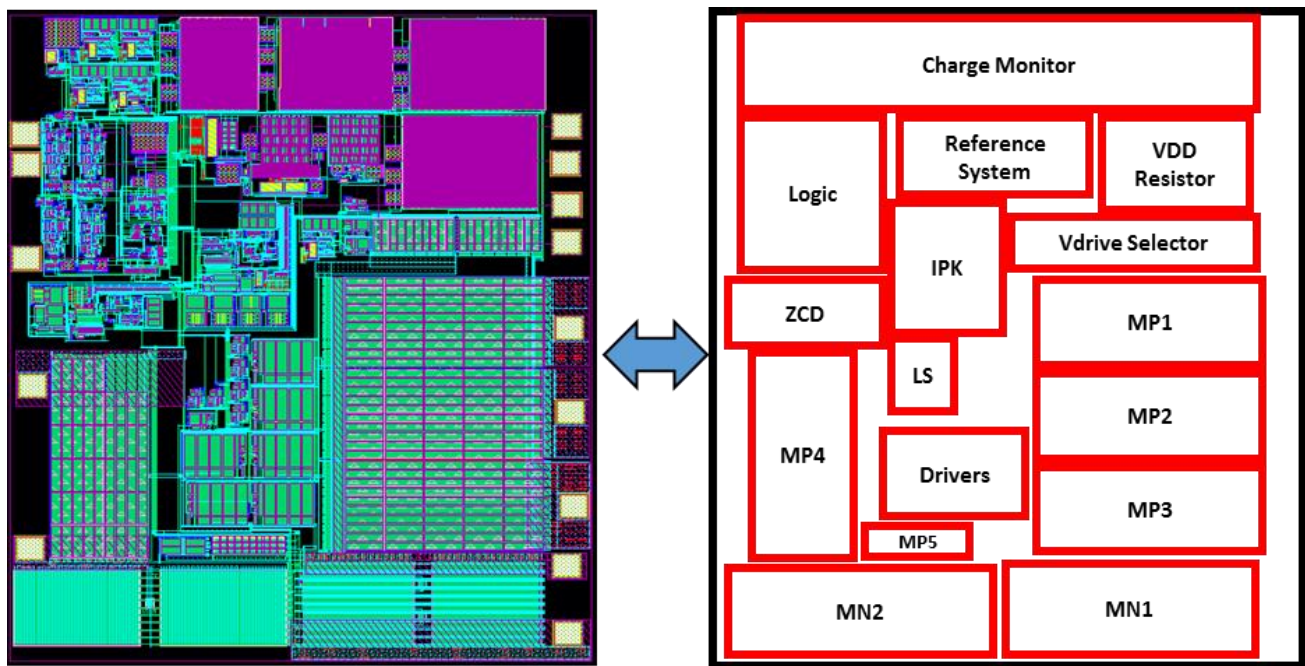 Charge Monitor
Logic
Reference
System
VDD
Resistor
Vdrive Selector
IPK
ZCD
MP1
LS
MP2
MP4
Drivers
MP3
MP5
MN2
MN1